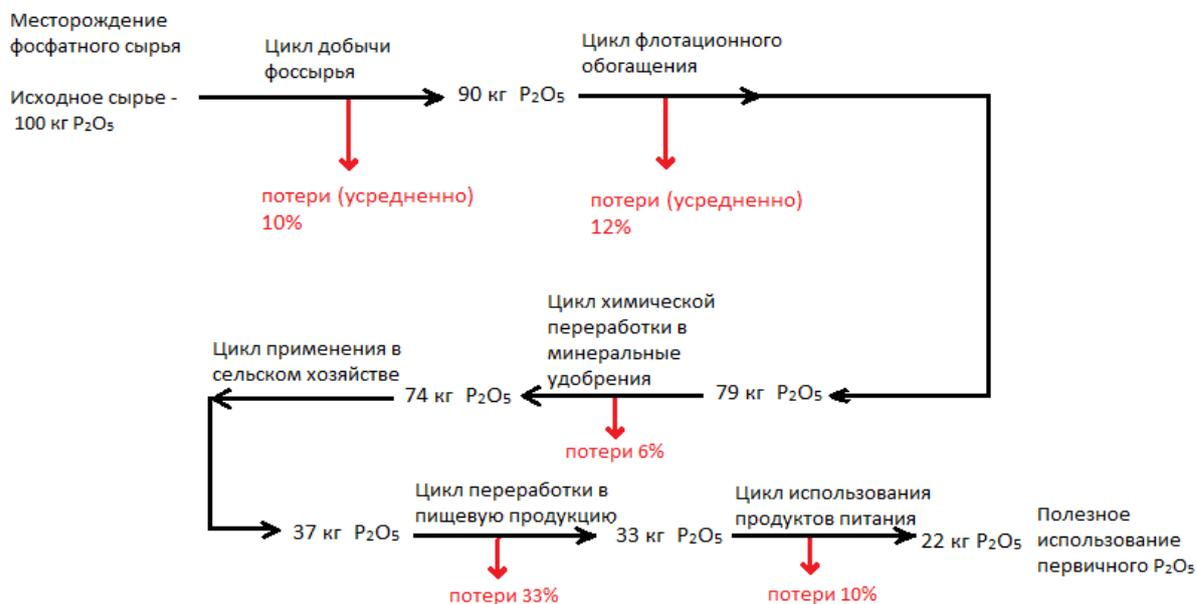 Месторождение
фосфатного сырья
Исходное сырье -
100 кг P₂O₅
Цикл добычи
фоссырья
потери (усредненно)
10%
90 кг P₂O₅
Цикл флотационного
обогащения
потери (усредненно)
12%
79 кг P₂O₅
Цикл химической
переработки в
минеральные
удобрения
потери 6%
74 кг P₂O₅
Цикл применения в
сельском хозяйстве
37 кг P₂O₅
Цикл переработки в
пищевую продукцию
потери 33%
33 кг P₂O₅
Цикл использования
продуктов питания
потери 10%
22 кг P₂O₅
Полезное
использование
первичного P₂O₅